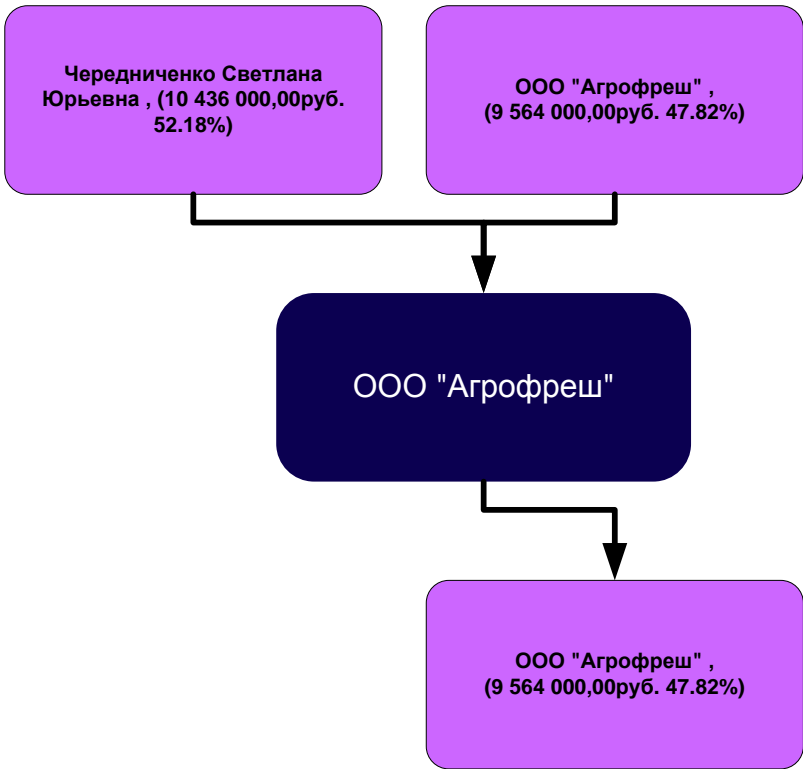 Чередниченко Светлана
Юрьевна , (10 436 000,00руб.
52.18%)
ООО "Агрофреш" ,
(9 564 000,00руб. 47.82%)
ООО "Агрофреш"
ООО "Агрофреш" ,
(9 564 000,00руб. 47.82%)